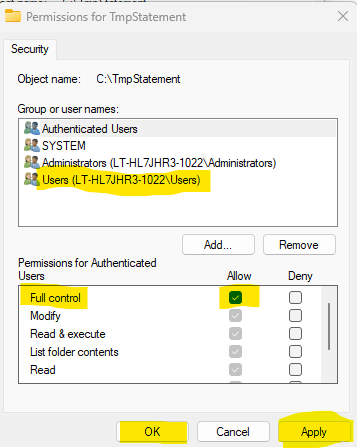 Permissions for TmpStatement
Security
Object name: C:\TmpStatement
Group or user names:
Authenticated Users
SYSTEM
Administrators (LT-HL7JHR3-1022\Administrators)
Users (LT-HL7JHR3-1022\Users)
Add...
Remove
Permissions for Authenticated
Users
Allow
Deny
Full control
Modify
Read & execute
List folder contents
Read
OK
Cancel
Apply